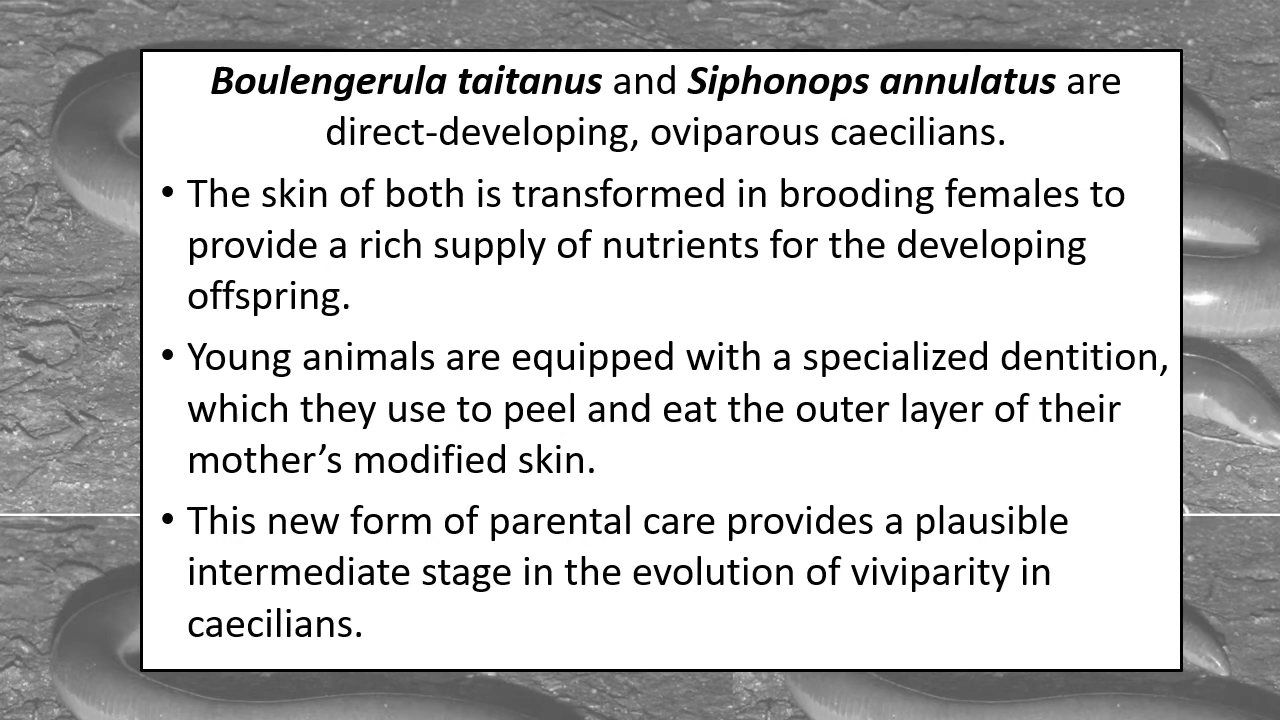 Boulengerula taitanus and Siphonops annulatus are
direct-developing, oviparous caecilians.
• The skin of both is transformed in brooding females to
provide a rich supply of nutrients for the developing
offspring.
• Young animals are equipped with a specialized dentition,
which they use to peel and eat the outer layer of their
mother’s modified skin.
• This new form of parental care provides a plausible
intermediate stage in the evolution of viviparity in
caecilians.